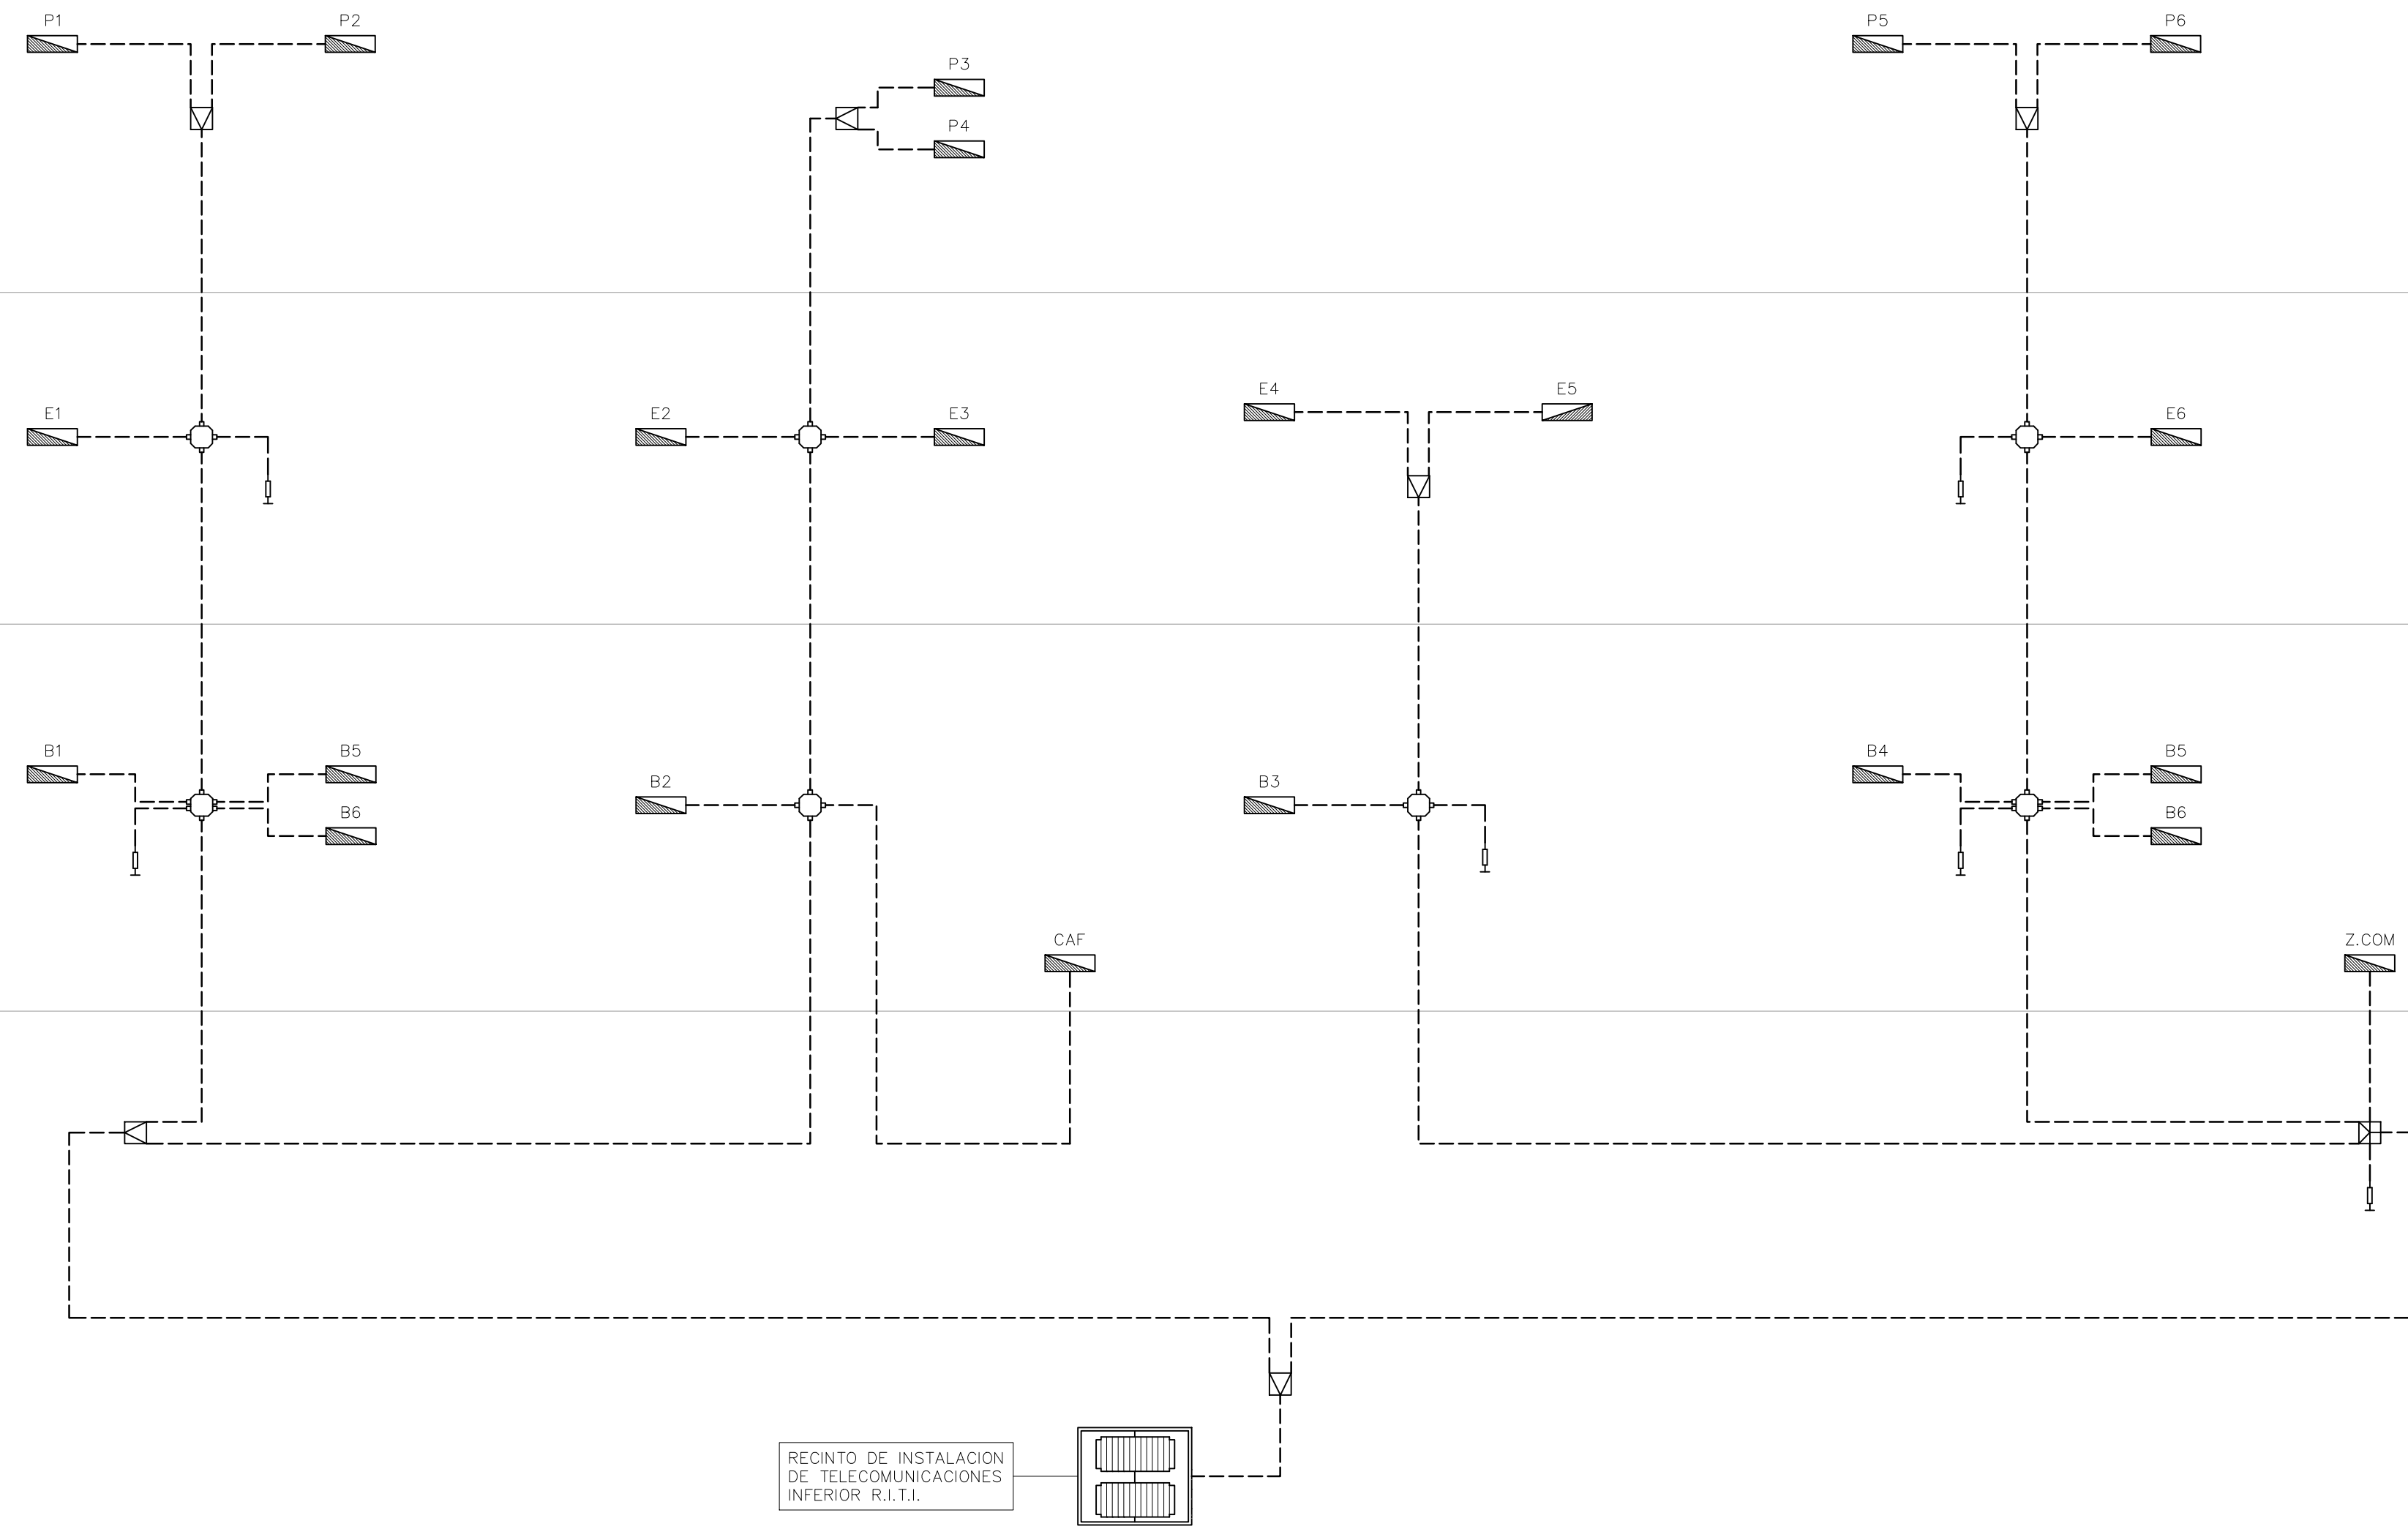 P1
P2
P5
P6
P3
P4
E4
E5
E1
E2
E3
E6
B1
B5
B4
B5
B2
B3
B6
B6
CAF
Z.COM
RECINTO DE INSTALACION
DE TELECOMUNICACIONES
INFERIOR R.I.T.I.